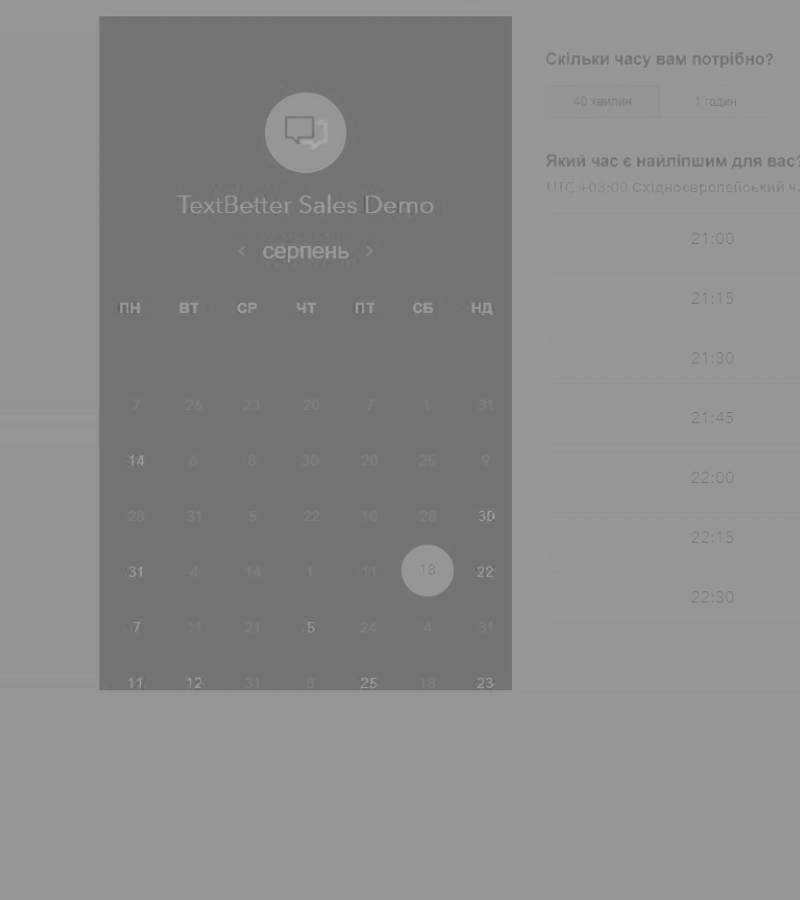 TextBetter Sales Demo
серпень
ПН ВТ СР ЧТ ПТ СБ НД
7 26 23 20 7 1 31
14 6 8 30 20 25 9
28 31 5 22 10 28 30
31 4 14 1 11 18 22
7 11 21 5 24 4 31
11 12 31 8 25 18 23
Скільки часу вам потрібно?
40 хвилин 1 годин
Який час є найліпшим для вас?
UTC +03:00 Східноєвропейський
21:00
21:15
21:30
21:45
22:00
22:15
22:30